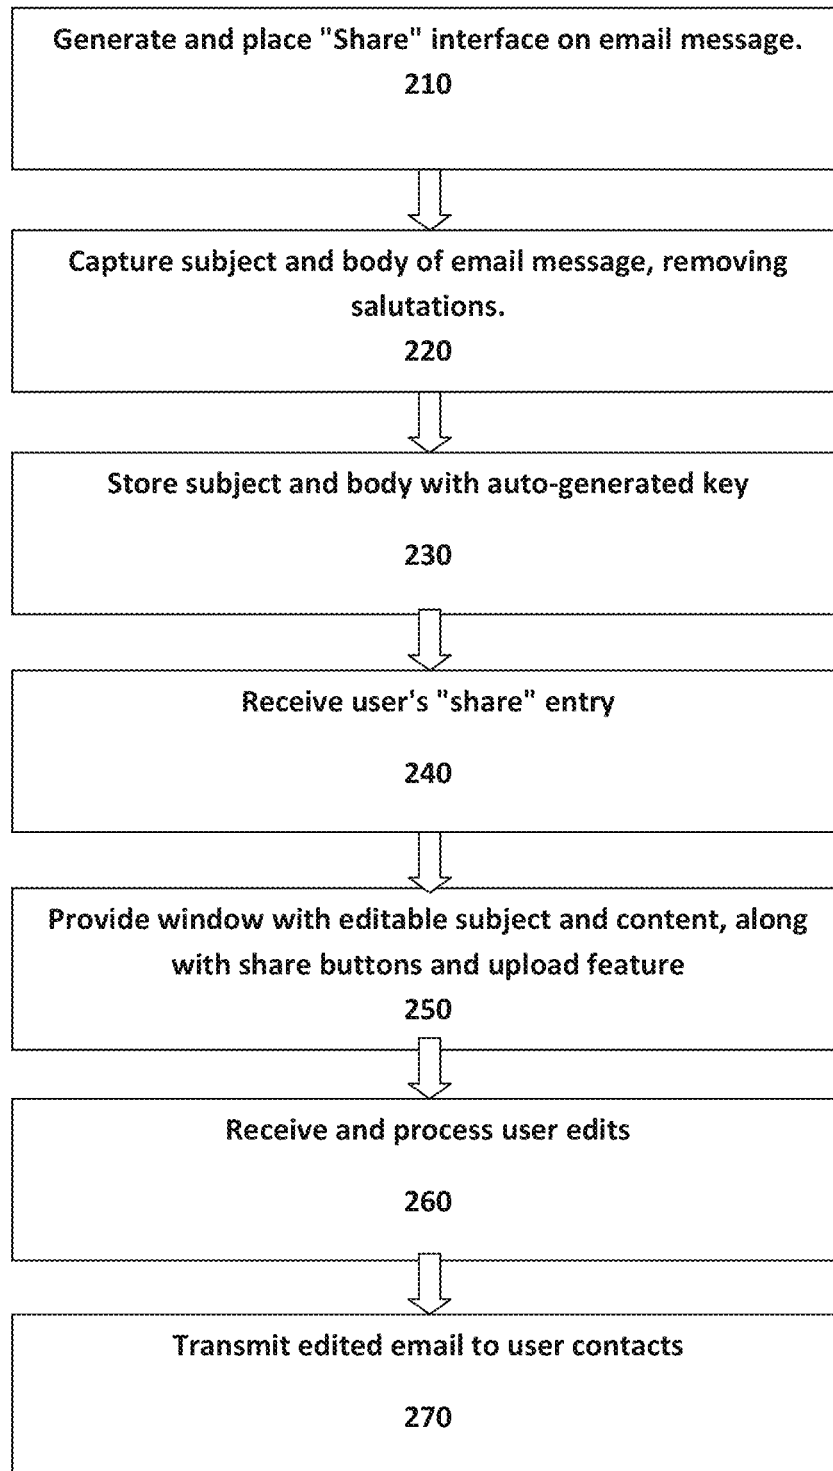 Generate and place "Share" interface on email message.
210
Capture subject and body of email message, removing
salutations.
220
Store subject and body with auto-generated key
230
Receive user's "share" entry
240
Provide window with editable subject and content, along
with share buttons and upload feature
250
Receive and process user edits
260
Transmit edited email to user contacts
270